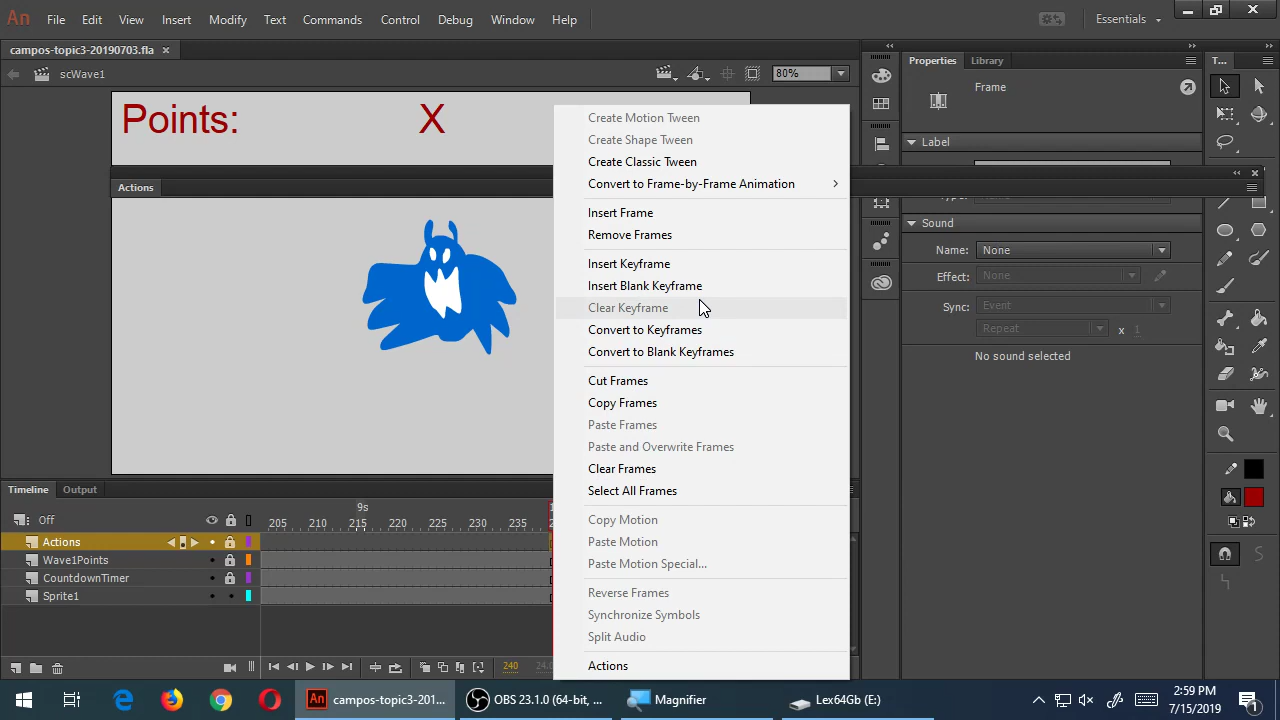 An File Edit View Insert Modify Text Commands Control Debug Window Help Essentials
campos-topic3-20190703.fla ×
scWave1 80%
Properties Library T...
Frame
Label
Points: X
Actions
Sound
Name: None
Effect: None
Sync: Event
Repeat x 1
No sound selected
Create Motion Tween
Create Shape Tween
Create Classic Tween
Convert to Frame-by-Frame Animation
Insert Frame
Remove Frames
Insert Keyframe
Insert Blank Keyframe
Clear Keyframe
Convert to Keyframes
Convert to Blank Keyframes
Cut Frames
Copy Frames
Paste Frames
Paste and Overwrite Frames
Clear Frames
Select All Frames
Copy Motion
Paste Motion
Paste Motion Special...
Reverse Frames
Synchronize Symbols
Split Audio
Actions
Timeline Output
Off 9s
205 210 215 220 225 230 235
Actions
Wave1Points
CountdownTimer
Sprite1
240
An campos-topic3-201... OBS 23.1.0 (64-bit, ... Magnifier Lex64Gb (E:)
2:59 PM
7/15/2019
1